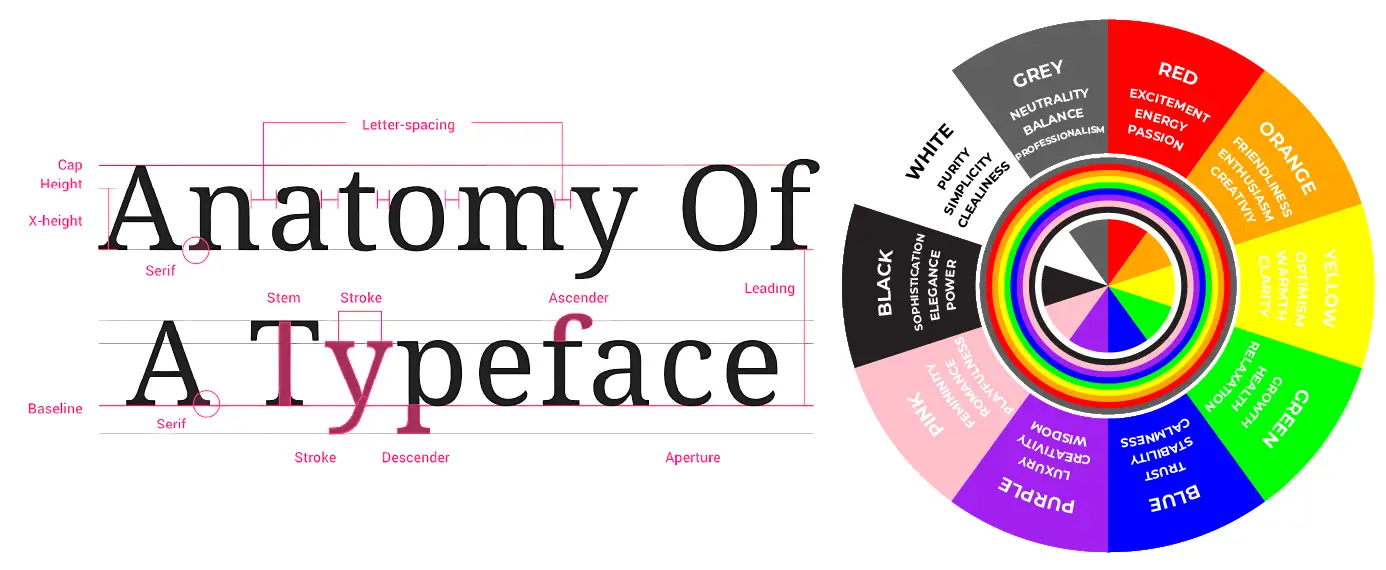 Letter-spacing
Cap
Height
X-height
Anatomy Of
Serif
Leading
Stem
Stroke
Ascender
A Typeface
Baseline
Serif
Stroke
Descender
Aperture
GREY
NEUTRALITY
BALANCE
PROFESSIONALISM
RED
EXCITEMENT
ENERGY
PASSION
ORANGE
FRIENDLINESS
ENTHUSIASM
CREATIVIY
YELLOW
OPTIMISM
WARMTH
CLARITY
GREEN
GROWTH
HEALTH
RELAXATION
BLUE
TRUST
STABILITY
CALMNESS
PURPLE
LUXURY
CREATIVITY
WISDOM
PINK
FEMININITY
ROMANCE
PLAYFULNESS
BLACK
SOPHISTICATION
ELEGANCE
POWER
WHITE
PURITY
SIMPLICITY
CLEALINESS